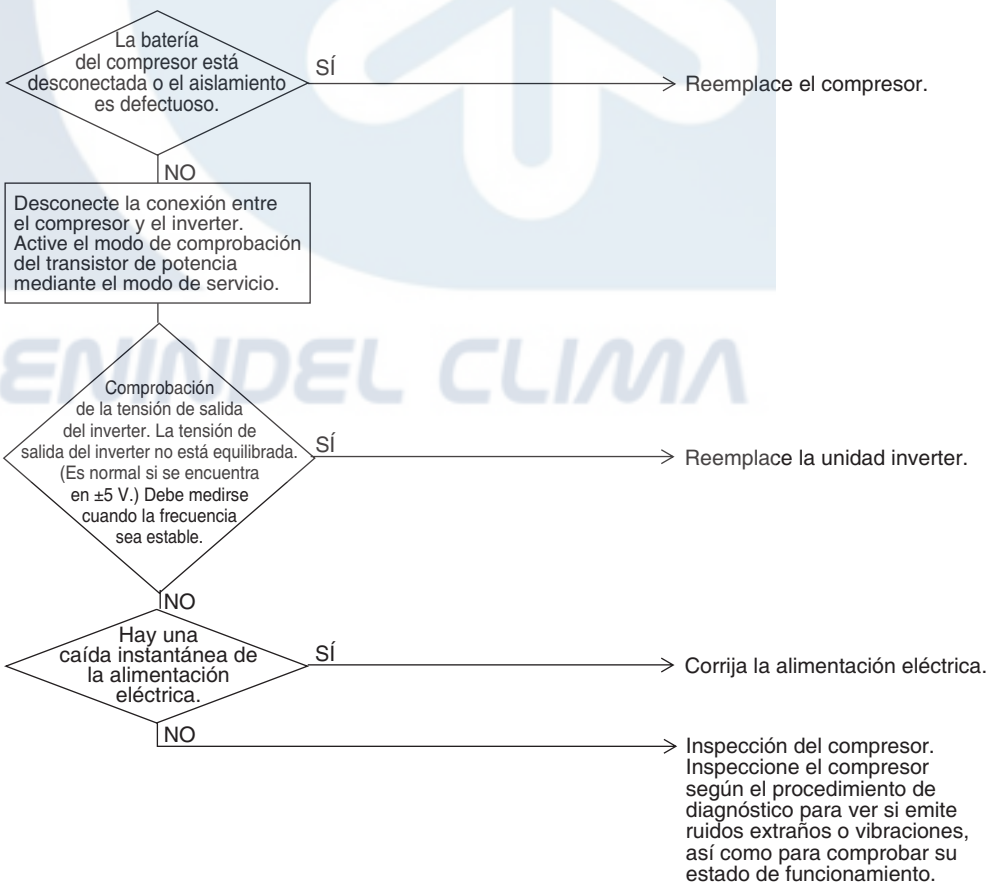 La batería
del compresor está
desconectada o el aislamiento
es defectuoso.
SÍ
Reemplace el compresor.
NO
Desconecte la conexión entre
el compresor y el inverter.
Active el modo de comprobación
del transistor de potencia
mediante el modo de servicio.
ENINDEL CLIMA
Comprobación
de la tensión de salida
del inverter. La tensión de
salida del inverter no está equilibrada.
(Es normal si se encuentra
en ±5 V.) Debe medirse
cuando la frecuencia
sea estable.
SÍ
Reemplace la unidad inverter.
NO
Hay una
caída instantánea de
la alimentación
eléctrica.
SÍ
Corrija la alimentación eléctrica.
NO
Inspección del compresor.
Inspeccione el compresor
según el procedimiento de
diagnóstico para ver si emite
ruidos extraños o vibraciones,
así como para comprobar su
estado de funcionamiento.